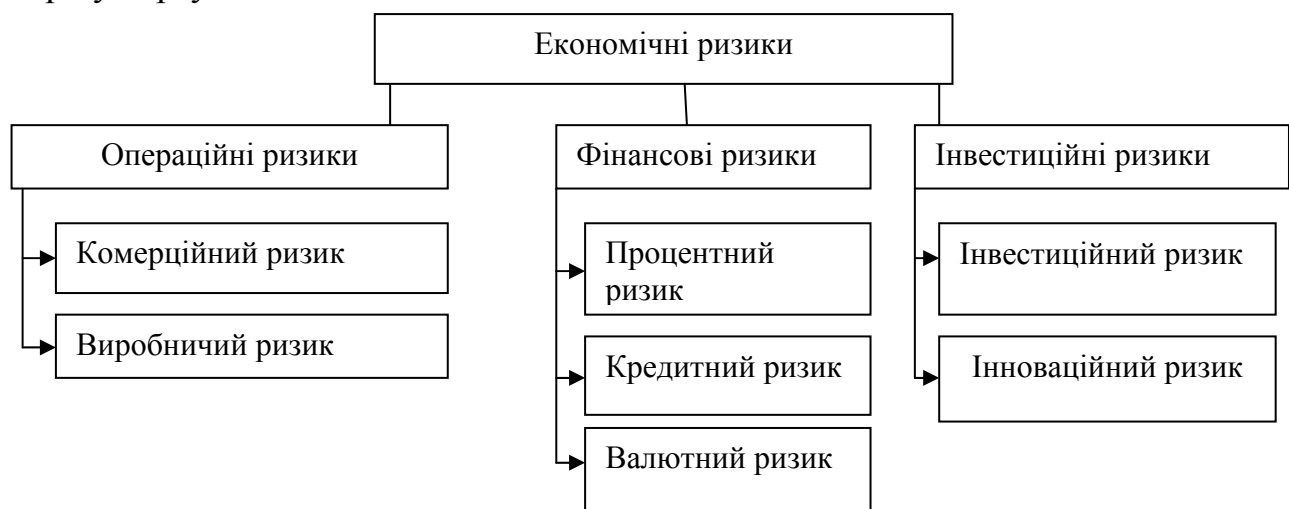 Економічні ризики
Операційні ризики
Комерційний ризик
Виробничий ризик
Фінансові ризики
Процентний
ризик
Кредитний ризик
Валютний ризик
Інвестиційні ризики
Інвестиційний ризик
Інноваційний ризик